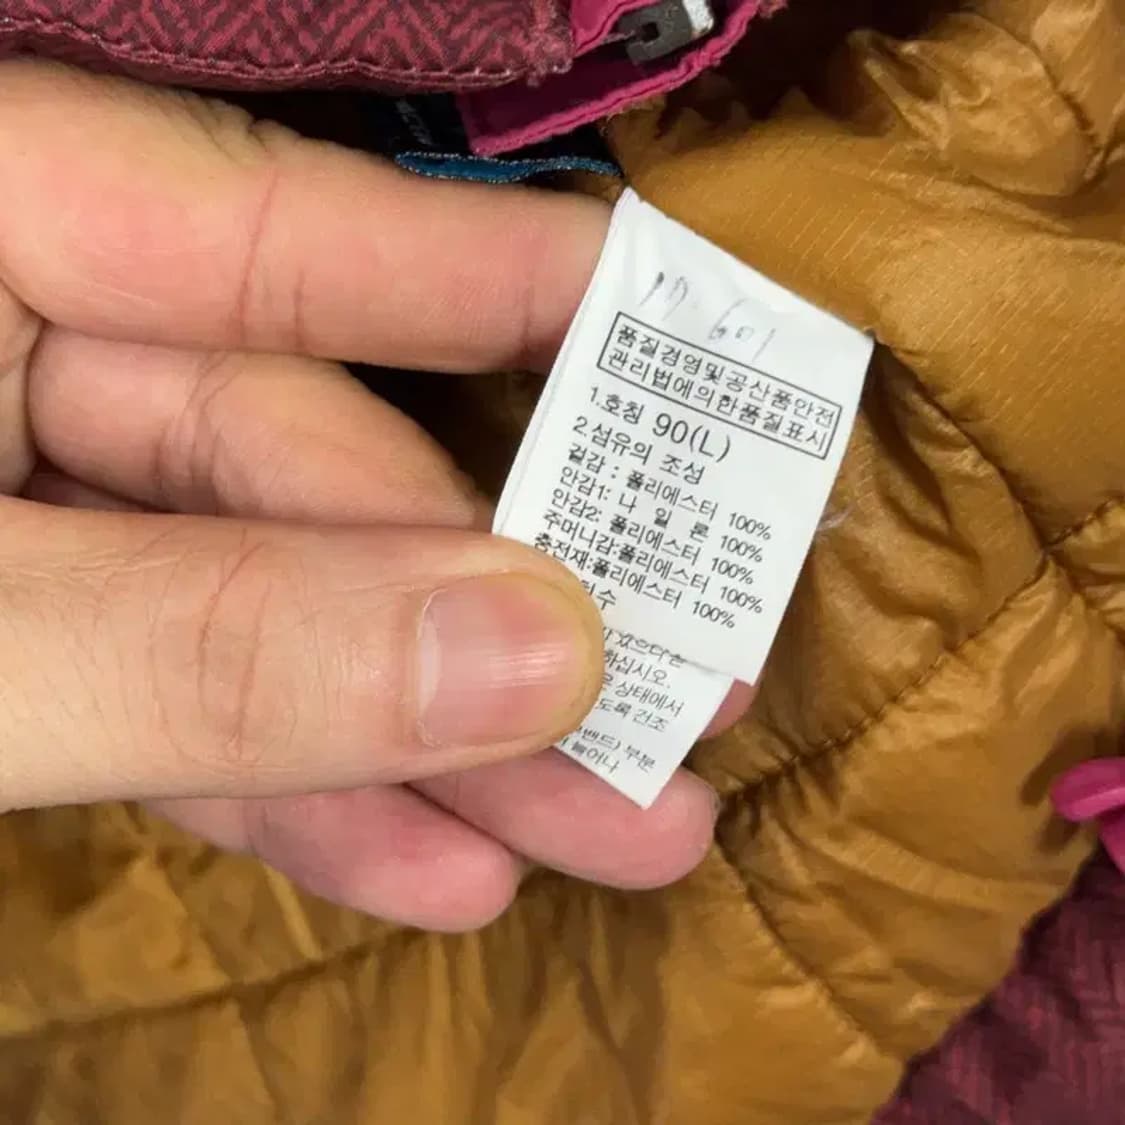 품질경영및공산품안전
관리법에의한품질표시
1.호칭 90(L)
2.섬유의 조성
겉감 : 폴리에스터 100%
안감1: 나 일 론 100%
안감2: 폴리에스터 100%
주머니감:폴리에스터 100%
충전재:폴리에스터 100%
하십시오.
상태에서
도록 건조
부분